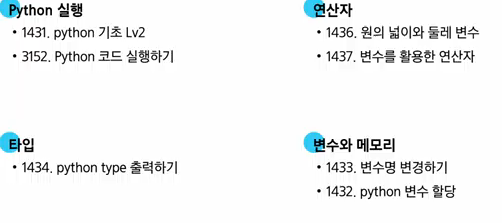 Python 실행
• 1431. python 기초 Lv2
• 3152. Python 코드 실행하기
연산자
• 1436. 원의 넓이와 둘레 변수
• 1437. 변수를 활용한 연산자
타입
• 1434. python type 출력하기
변수와 메모리
• 1433. 변수명 변경하기
• 1432. python 변수 할당